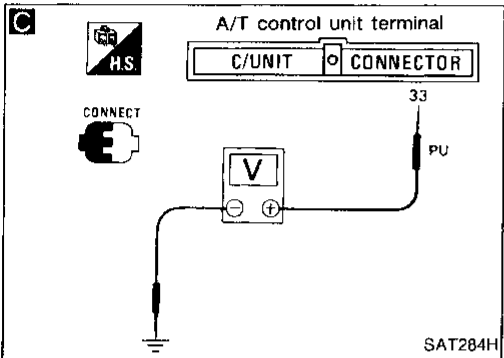 C
A/T control unit terminal
H.S.
C/UNIT CONNECTOR
CONNECT
33
PU
V
SAT284H